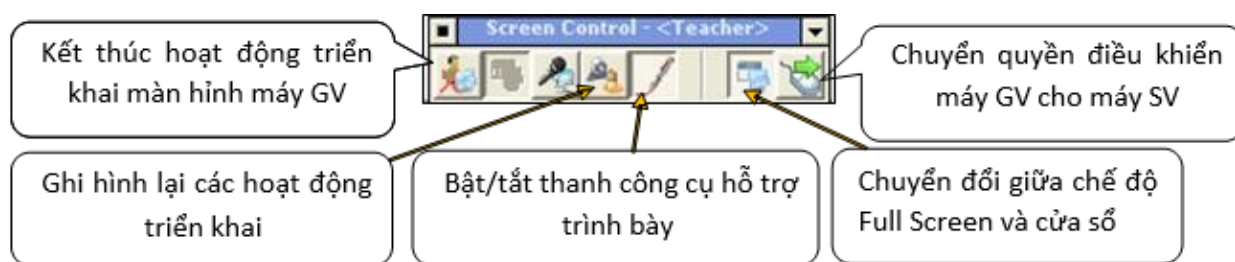 Screen Control - <Teacher>
Kết thúc hoạt động triển
khai màn hỉnh máy GV
Chuyển quyền điều khiển
máy GV cho máy SV
Ghi hình lại các hoạt động
triển khai
Bật/tắt thanh công cụ hỗ trợ
trình bày
Chuyển đổi giữa chế độ
Full Screen và cửa sổ